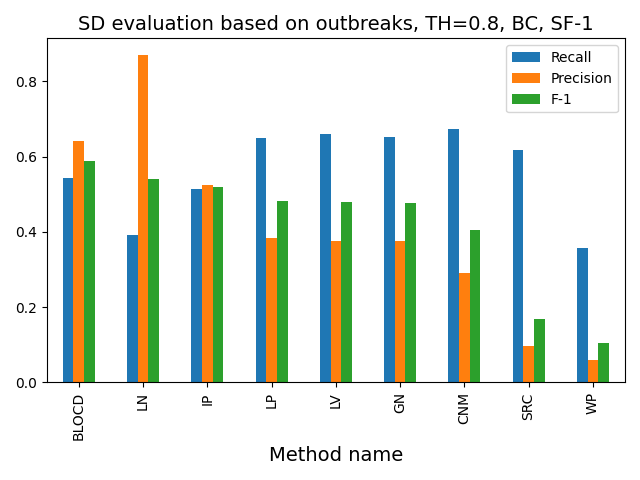 SD evaluation based on outbreaks, TH=0.8, BC, SF-1
Recall
Precision
F-1
0.8
0.6
0.4
0.2
0.0
BLOCD
LN
IP
LP
LV
GN
CNM
SRC
WP
Method name